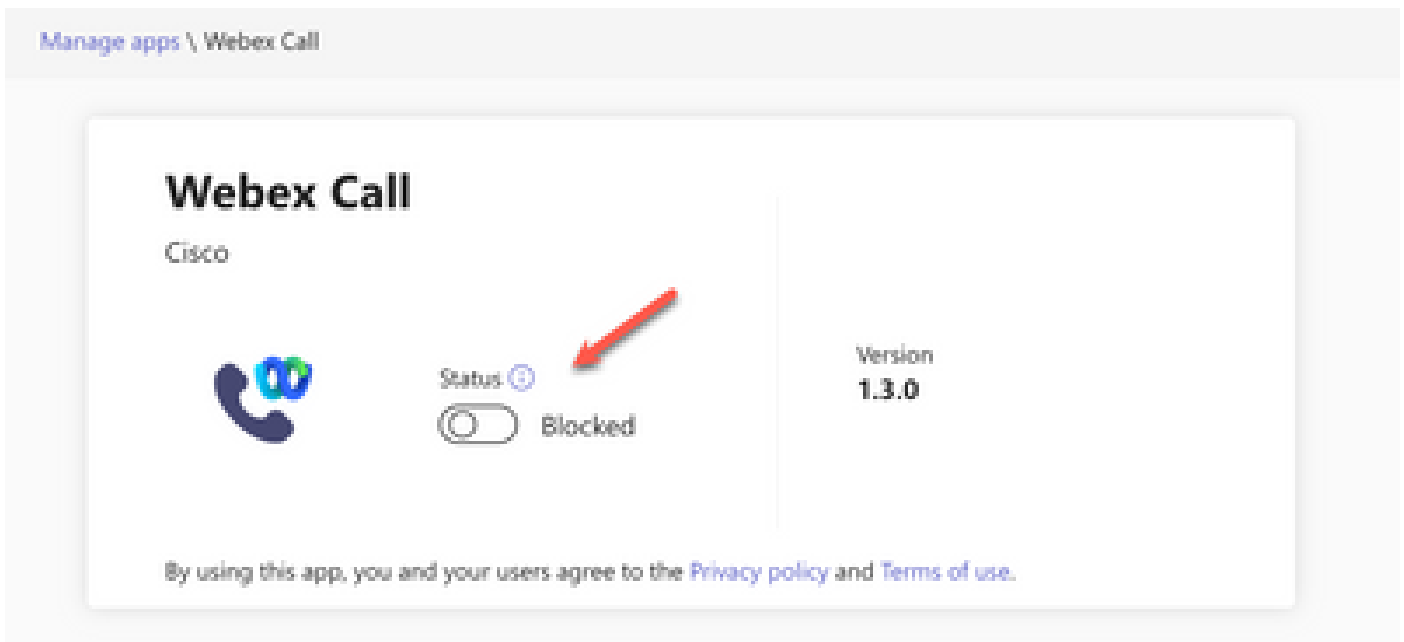 Manage apps \ Webex Call
Webex Call
Cisco
Status
Blocked
Version
1.3.0
By using this app, you and your users agree to the Privacy policy and Terms of use.